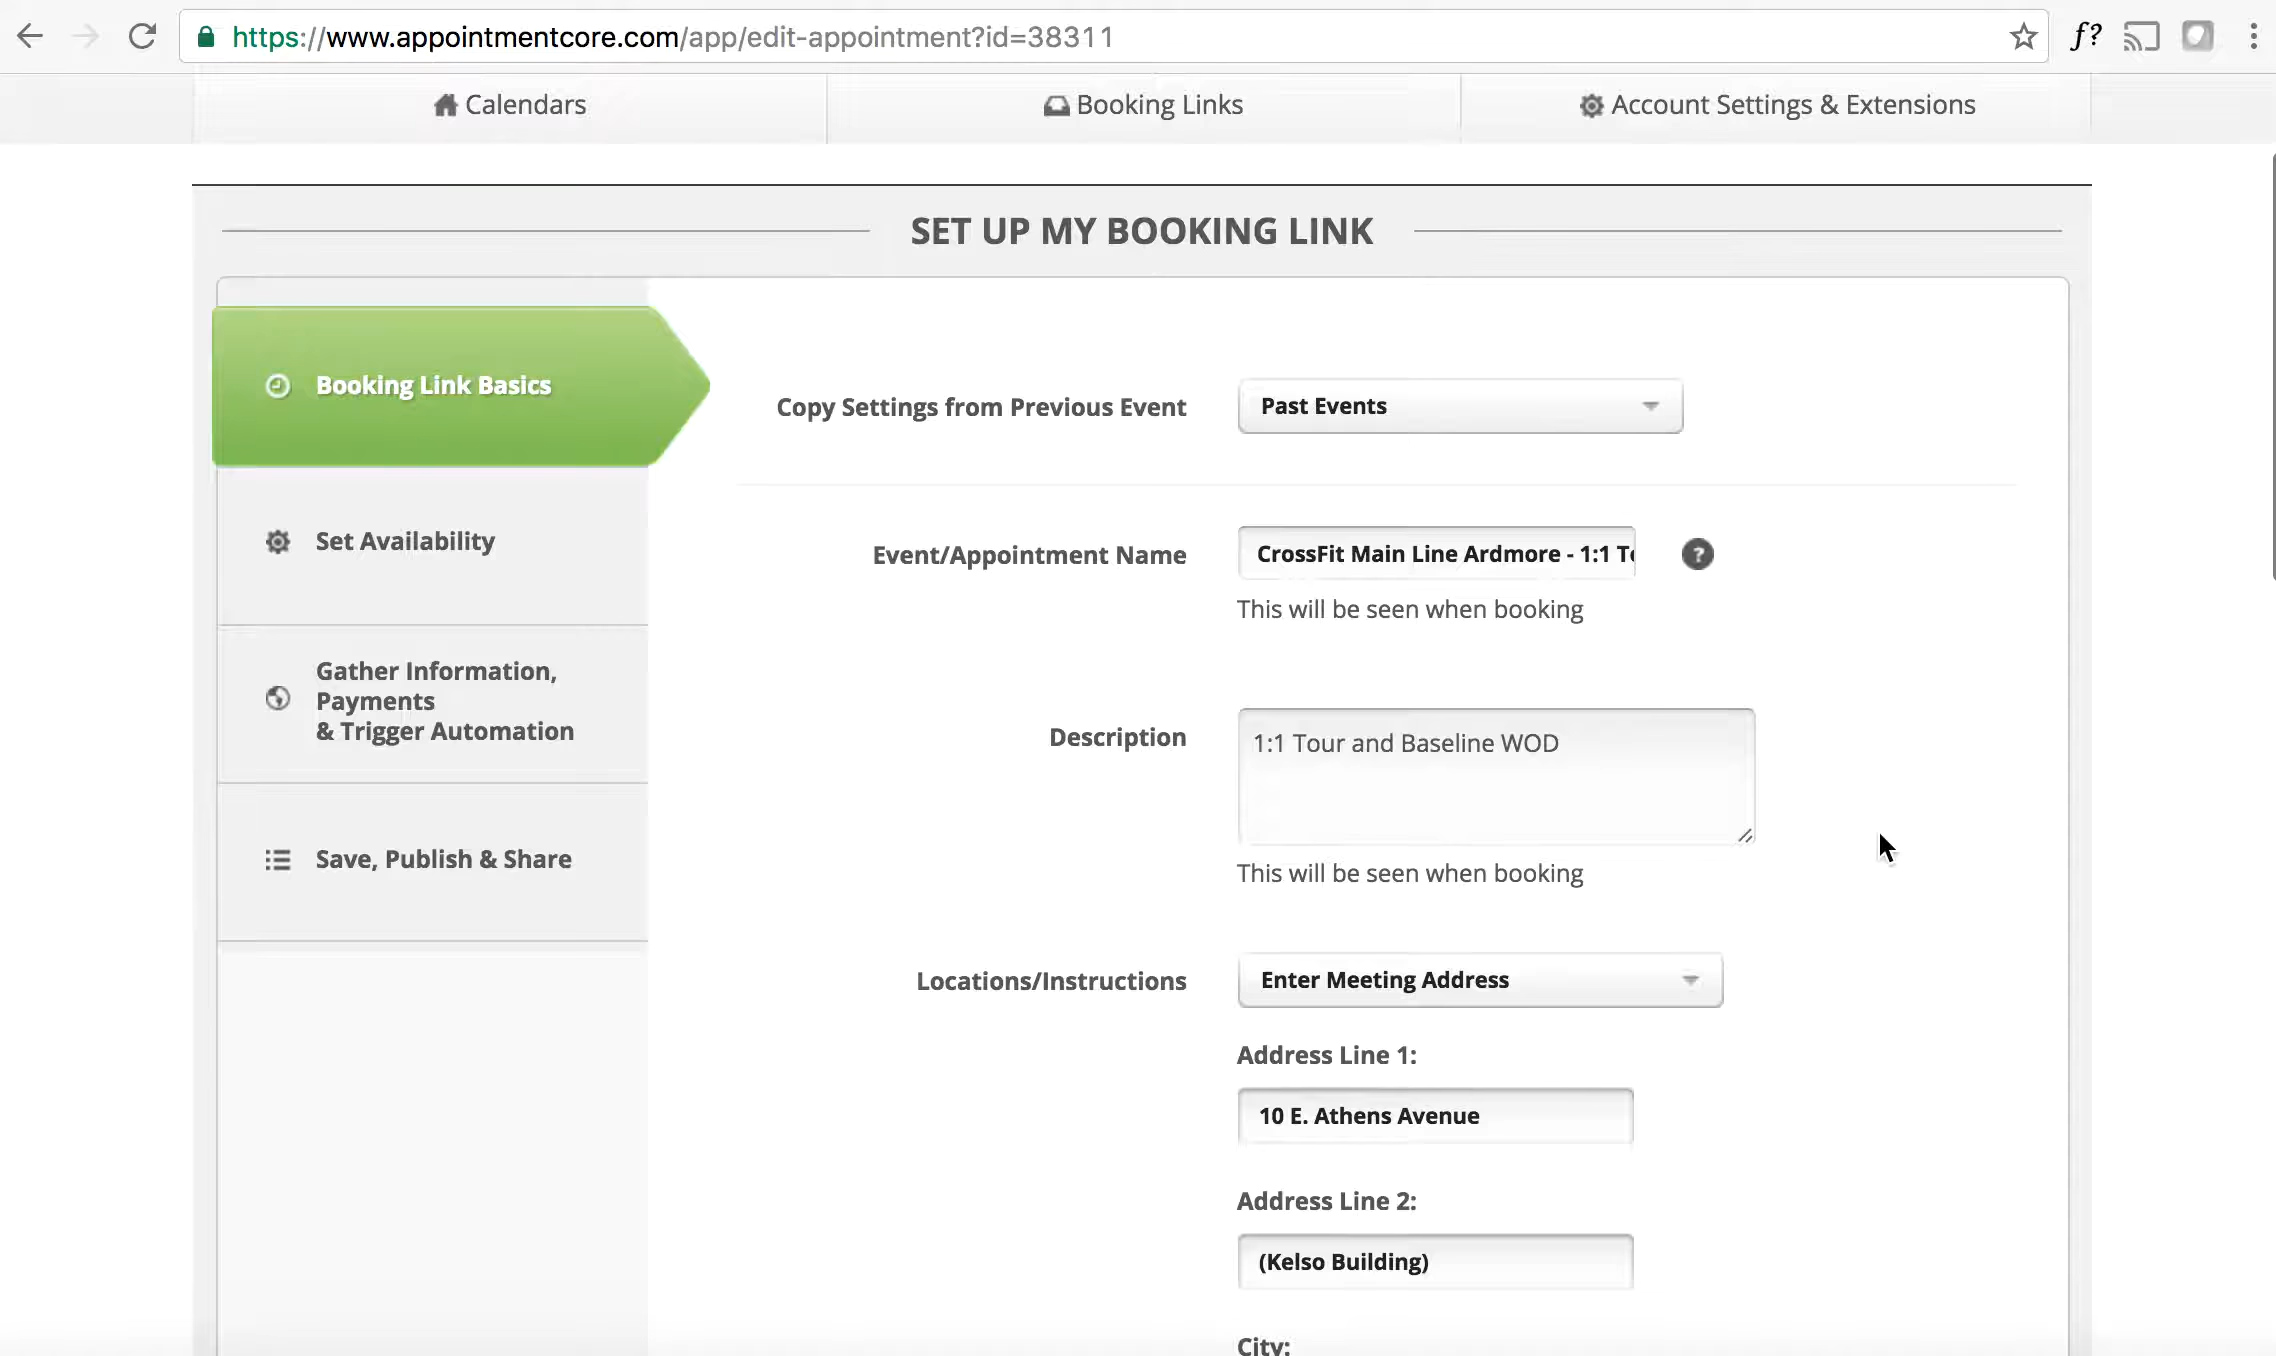 https://www.appointmentcore.com/app/edit-appointment?id=38311
f?
Calendars
Booking Links
Account Settings & Extensions
SET UP MY BOOKING LINK
Booking Link Basics
Set Availability
Gather Information,
Payments
& Trigger Automation
Save, Publish & Share
Copy Settings from Previous Event
Past Events
Event/Appointment Name
CrossFit Main Line Ardmore - 1:1
?
This will be seen when booking
Description
1:1 Tour and Baseline WOD
This will be seen when booking
Locations/Instructions
Enter Meeting Address
Address Line 1:
10 E. Athens Avenue
Address Line 2:
(Kelso Building)
City: